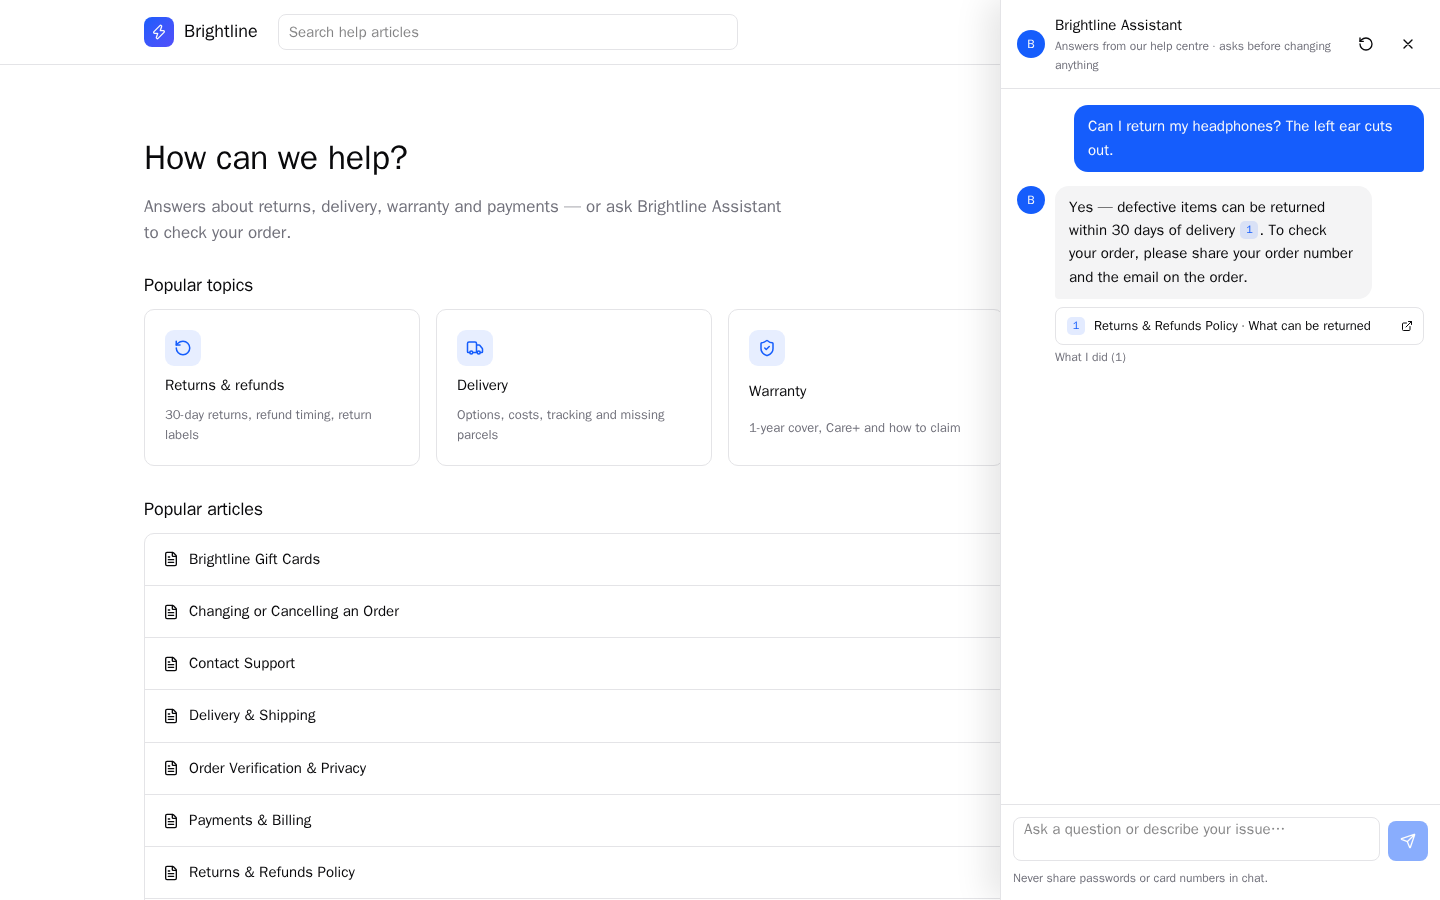 Brightline
Search help articles
How can we help?
Answers about returns, delivery, warranty and payments — or ask Brightline Assistant
to check your order.
Popular topics
Returns & refunds
30-day returns, refund timing, return
labels
Delivery
Options, costs, tracking and missing
parcels
Warranty
1-year cover, Care+ and how to claim
Popular articles
Brightline Gift Cards
Changing or Cancelling an Order
Contact Support
Delivery & Shipping
Order Verification & Privacy
Payments & Billing
Returns & Refunds Policy
B
Brightline Assistant
Answers from our help centre · asks before changing
anything
Can I return my headphones? The left ear cuts
out.
B
Yes — defective items can be returned
within 30 days of delivery 1. To check
your order, please share your order number
and the email on the order.
1 Returns & Refunds Policy · What can be returned
What I did (1)
Ask a question or describe your issue…
Never share passwords or card numbers in chat.